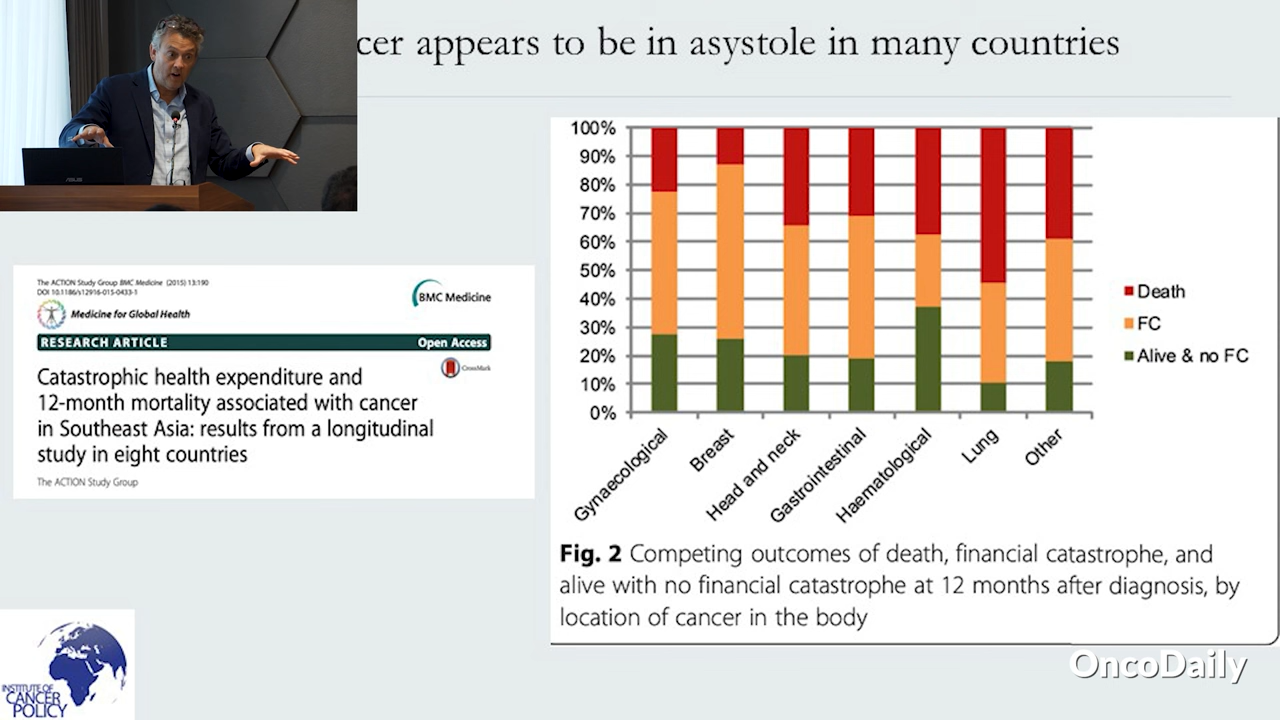 cer appears to be in asystole in many countries
The ACTION Study Group BMC Medicine (2015) 13:190
DOI 10.1186/s12916-015-0433-1
BMC Medicine
Medicine for Global Health
RESEARCH ARTICLE
Open Access
CrossMark
Catastrophic health expenditure and
12-month mortality associated with cancer
in Southeast Asia: results from a longitudinal
study in eight countries
The ACTION Study Group
100%
90%
80%
70%
60%
50%
40%
30%
20%
10%
0%
Gynaecological
Breast
Head and neck
Gastrointestinal
Haematological
Lung
Other
Death
FC
Alive & no FC
Fig. 2 Competing outcomes of death, financial catastrophe, and
alive with no financial catastrophe at 12 months after diagnosis, by
location of cancer in the body
INSTITUTE OF
CANCER
POLICY
OncoDaily
ASUS